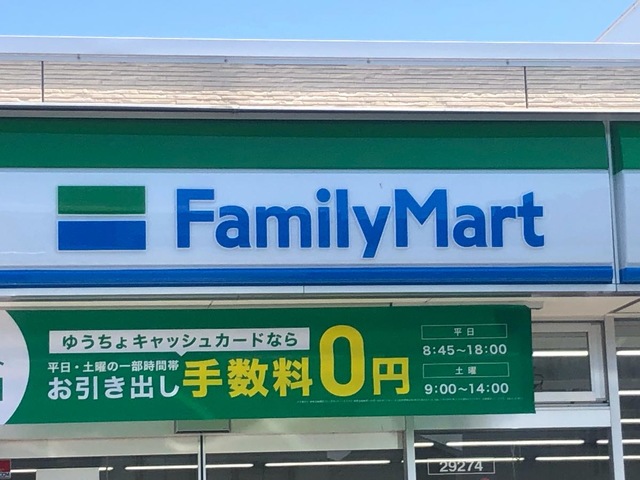 FamilyMart
ゆうちょキャッシュカードなら
平日・土曜の一部時間帯
お引き出し手数料0円
平日
8:45~18:00
土曜
9:00~14:00
29274